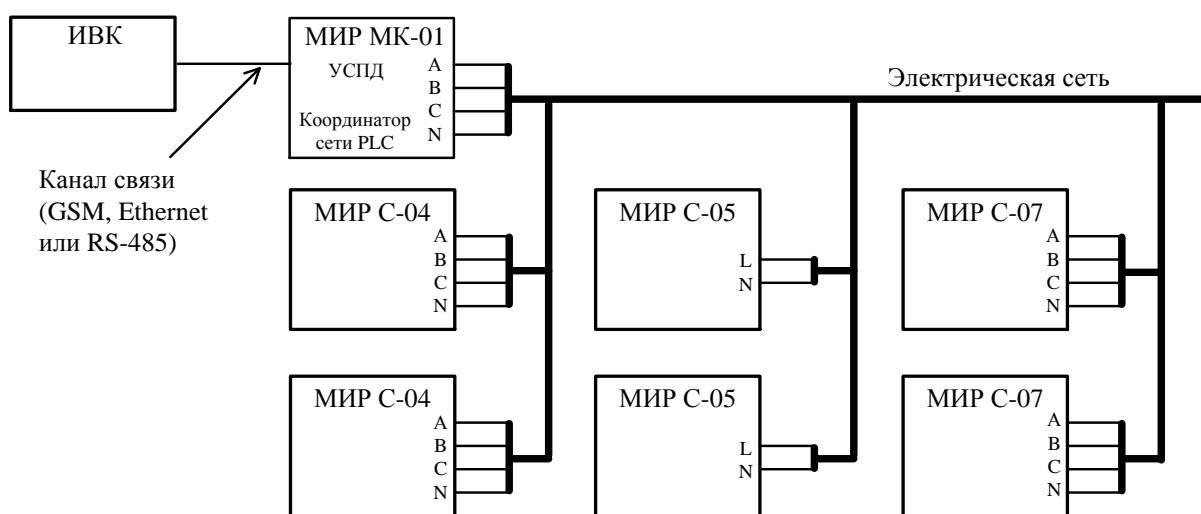 ИВК
МИР МК-01
УСПД
Координатор
сети PLC
A
B
C
N
Электрическая сеть
Канал связи
(GSM, Ethernet
или RS-485)
МИР С-04
A
B
C
N
МИР С-05
L
N
МИР С-07
A
B
C
N
МИР С-04
A
B
C
N
МИР С-05
L
N
МИР С-07
A
B
C
N